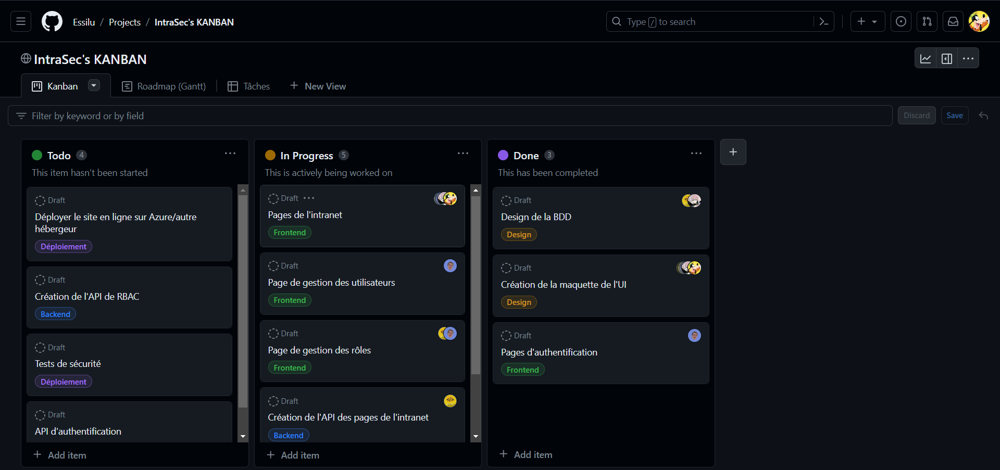 Essilu / Projects / IntraSec's KANBAN
Type / to search
IntraSec's KANBAN
Kanban
Roadmap (Gantt)
Tâches
New View
Filter by keyword or by field
Discard
Save
Todo 4
This item hasn't been started
Draft
Déployer le site en ligne sur Azure/autre
hébergeur
Déploiement
Draft
Création de l'API de RBAC
Backend
Draft
Tests de sécurité
Déploiement
Draft
API d'authentification
+ Add item
In Progress 5
This is actively being worked on
Draft
Pages de l'intranet
Frontend
Draft
Page de gestion des utilisateurs
Frontend
Draft
Page de gestion des rôles
Frontend
Draft
Création de l'API des pages de l'intranet
Backend
+ Add item
Done 3
This has been completed
Draft
Design de la BDD
Design
Draft
Création de la maquette de l'UI
Design
Draft
Pages d'authentification
Frontend
+ Add item